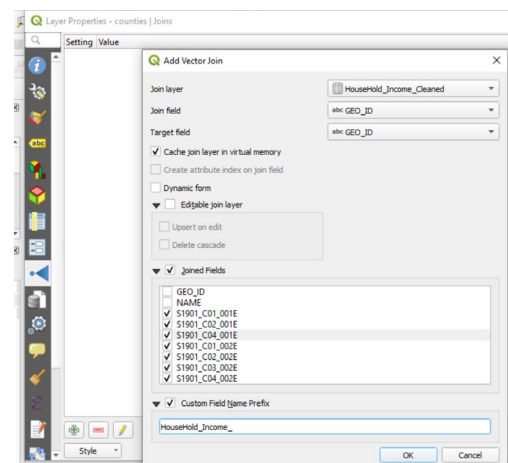 Layer Properties - counties | Joins
Setting Value
Add Vector Join
Join layer
HouseHold_Income_Cleaned
Join field
abc GEO_ID
Target field
abc GEO_ID
Cache join layer in virtual memory
Create attribute index on join field
Dynamic form
Editable join layer
Upsert on edit
Delete cascade
Joined Fields
GEO_ID
NAME
S1901_C01_001E
S1901_C02_001E
S1901_C04_001E
S1901_C01_002E
S1901_C02_002E
S1901_C03_002E
S1901_C04_002E
Custom Field Name Prefix
HouseHold_Income_
Style
OK Cancel
abc